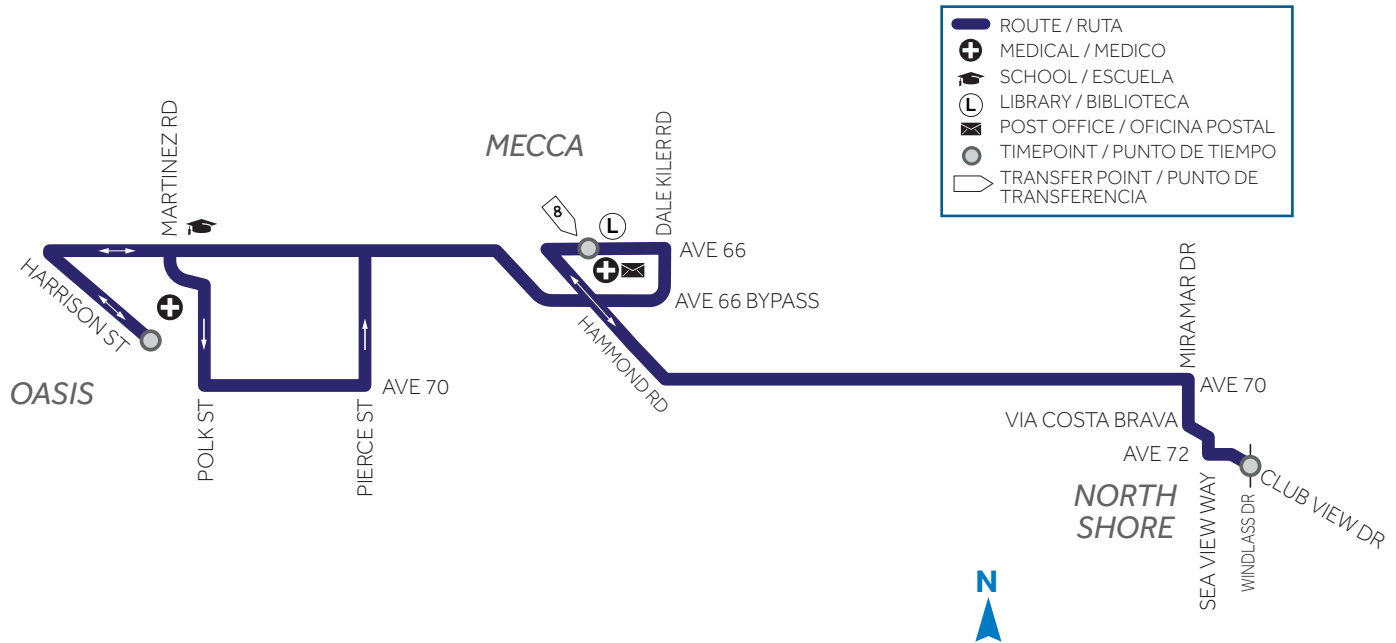 ROUTE / RUTA
MEDICAL / MEDICO
SCHOOL / ESCUELA
L
LIBRARY / BIBLIOTECA
POST OFFICE / OFICINA POSTAL
TIMEPOINT / PUNTO DE TIEMPO
TRANSFER POINT / PUNTO DE
TRANSFERENCIA
MARTINEZ RD
MECCA
DALE KILER RD
8
L
AVE 66
HARRISON ST
AVE 66 BYPASS
HAMMOND RD
MIRAMAR DR
OASIS
POLK ST
PIERCE ST
AVE 70
AVE 70
VIA COSTA BRAVA
AVE 72
NORTH
SHORE
SEA VIEW WAY
WINDLASS DR
CLUB VIEW DR
N